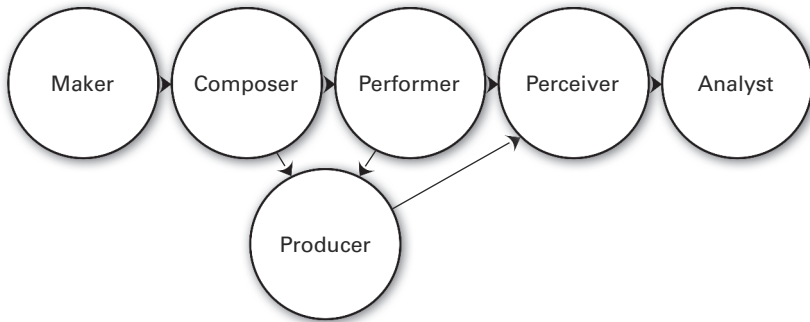 Maker
Composer
Performer
Perceiver
Analyst
Producer